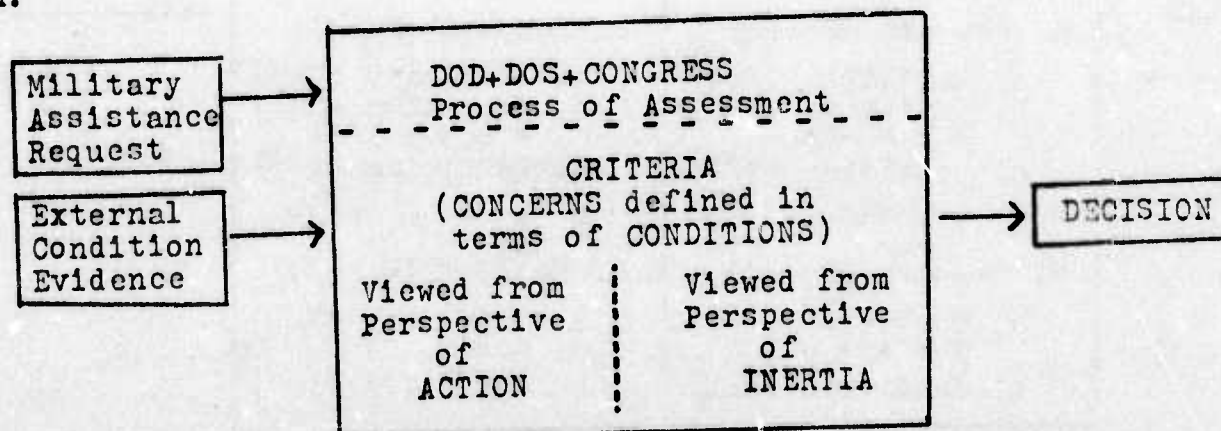 Military
Assistance
Request
External
Condition
Evidence
DOD+DOS+CONGRESS
Process of Assessment
CRITERIA
(CONCERNS defined in
terms of CONDITIONS)
Viewed from
Perspective
of
ACTION
Viewed from
Perspective
of
INERTIA
DECISION